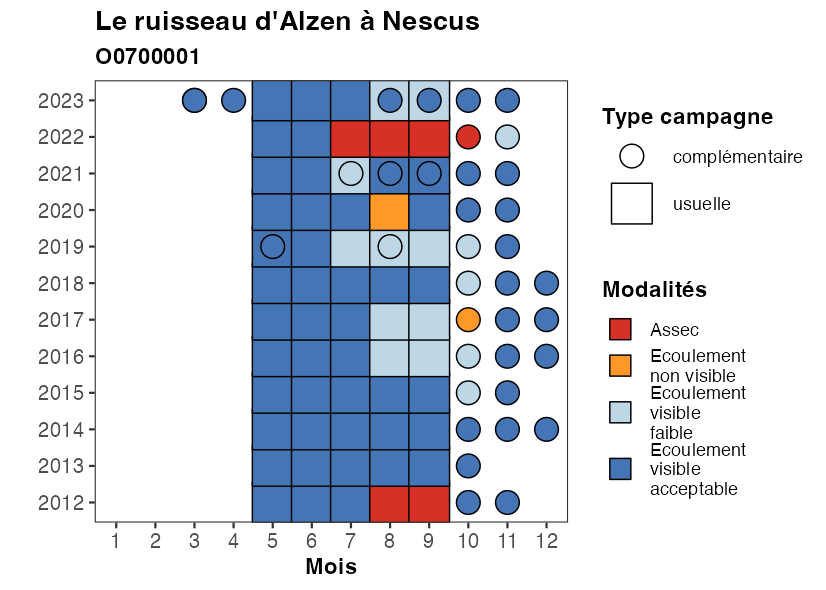 Le ruisseau d'Alzen à Nescus
O0700001
2023
2022
2021
2020
2019
2018
2017
2016
2015
2014
2013
2012
1 2 3 4 5 6 7 8 9 10 11 12
Mois
Type campagne
complémentaire
usuelle
Modalités
Assec
Ecoulement
non visible
Ecoulement
visible
faible
Ecoulement
visible
acceptable